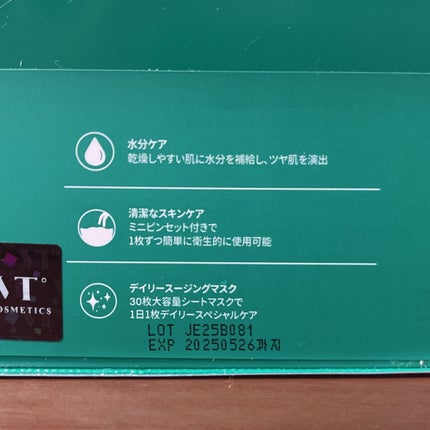 水分ケア
乾燥しやすい肌に水分を補給し、ツヤ肌を演出
清潔なスキンケア
ミニピンセット付きで
1枚ずつ簡単に衛生的に使用可能
デイリースージングマスク
30枚大容量シートマスクで
1日1枚デイリースペシャルケア
LOT JE25B081
EXP 20250526까지